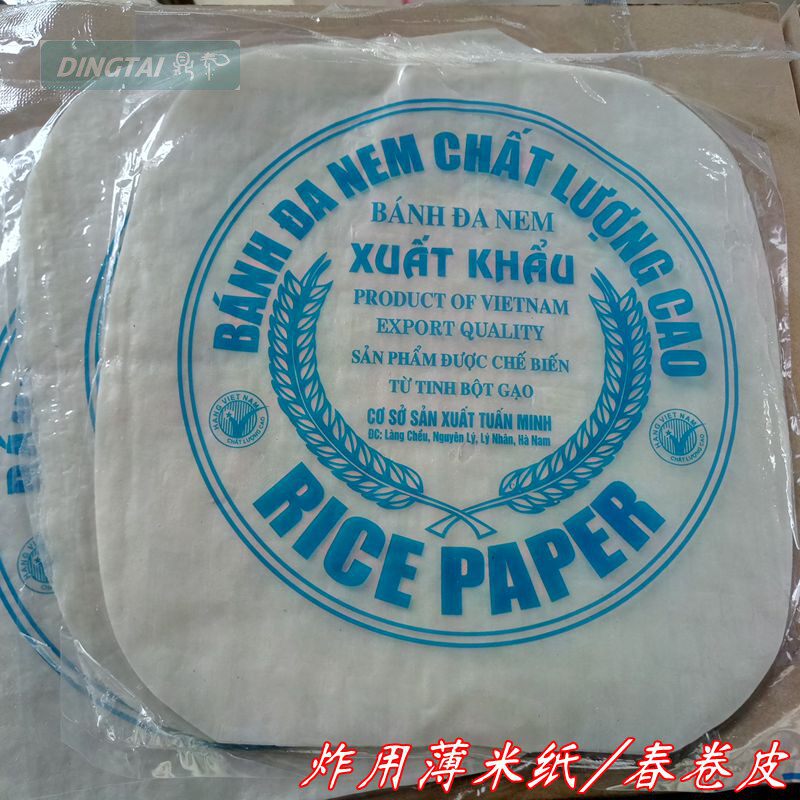 DINGTAI 鼎泰
BÁNH ĐA NEM CHẤT LƯỢNG CAO
BÁNH ĐA NEM
XUẤT KHẨU
PRODUCT OF VIETNAM
EXPORT QUALITY
SẢN PHẨM ĐƯỢC CHẾ BIẾN
TỪ TINH BỘT GẠO
CƠ SỞ SẢN XUẤT TUẤN MINH
ĐC: Làng Chều, Nguyên Lý, Lý Nhân, Hà Nam
HÀNG VIỆT NAM
CHẤT LƯỢNG CAO
HÀNG VIỆT NAM
CHẤT LƯỢNG CAO
RICE PAPER
炸用薄米纸/春卷皮